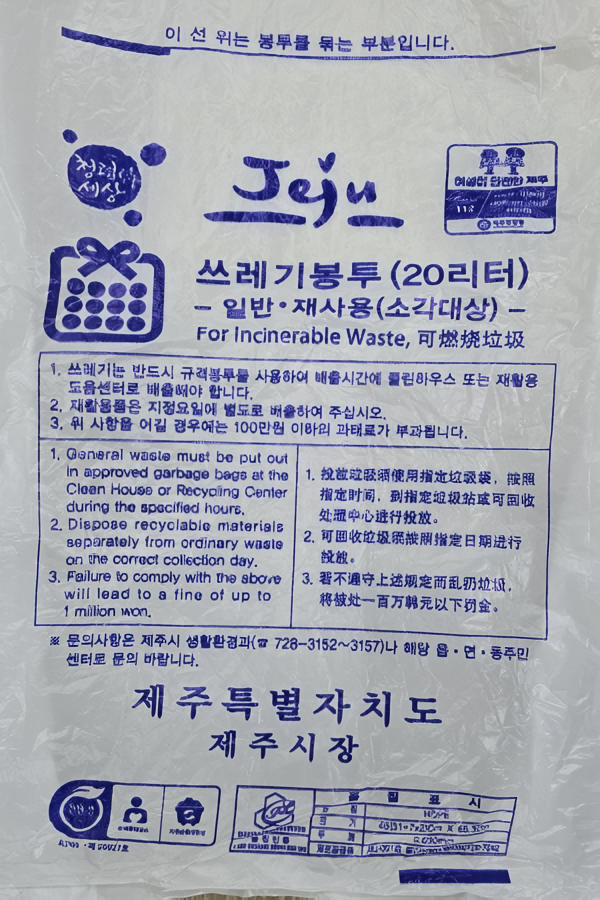 이 선 위는 봉투를 묶는 부분입니다.
청렴 세상
Jeju
여성이 안전한 제주
112
쓰레기봉투(20리터)
– 일반·재사용(소각대상) –
For Incinerable Waste, 可燃烧垃圾
1. 쓰레기는 반드시 규격봉투를 사용하여 배출시간에 클린하우스 또는 재활용
도움센터로 배출해야 합니다.
2. 재활용품은 지정요일에 별도로 배출하여 주십시오.
3. 위 사항을 어길 경우에는 100만원 이하의 과태료가 부과됩니다.
1. General waste must be put out
in approved garbage bags at the
Clean House or Recycling Center
during the specified hours.
2. Dispose recyclable materials
separately from ordinary waste
on the correct collection day.
3. Failure to comply with the above
will lead to a fine of up to
1 million won.
1. 投放垃圾须使用指定垃圾袋, 按照
指定时间, 到指定垃圾站或可回收
处理中心进行投放。
2. 可回收垃圾须按照指定日期进行
投放。
3. 若不遵守上述规定而乱扔垃圾,
将被处一百万韩元以下罚金。
※ 문의사항은 제주시 생활환경과(☎ 728-3152~3157)나 해당 읍·면·동주민
센터로 문의 바랍니다.
제주특별자치도
제주시장
품 질 표 시